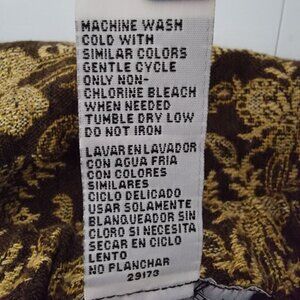 MACHINE WASH
COLD WITH
SIMILAR COLORS
GENTLE CYCLE
ONLY NON-
CHLORINE BLEACH
WHEN NEEDED
TUMBLE DRY LOW
DO NOT IRON
LAVAR EN LAVADOR
CON AGUA FRIA
CON COLORES
SIMILARES
CICLO DELICADO
USAR SOLAMENTE
BLANQUEADOR SIN
CLORO SI NECESITA
SECAR EN CICLO
LENTO
NO PLANCHAR
29173